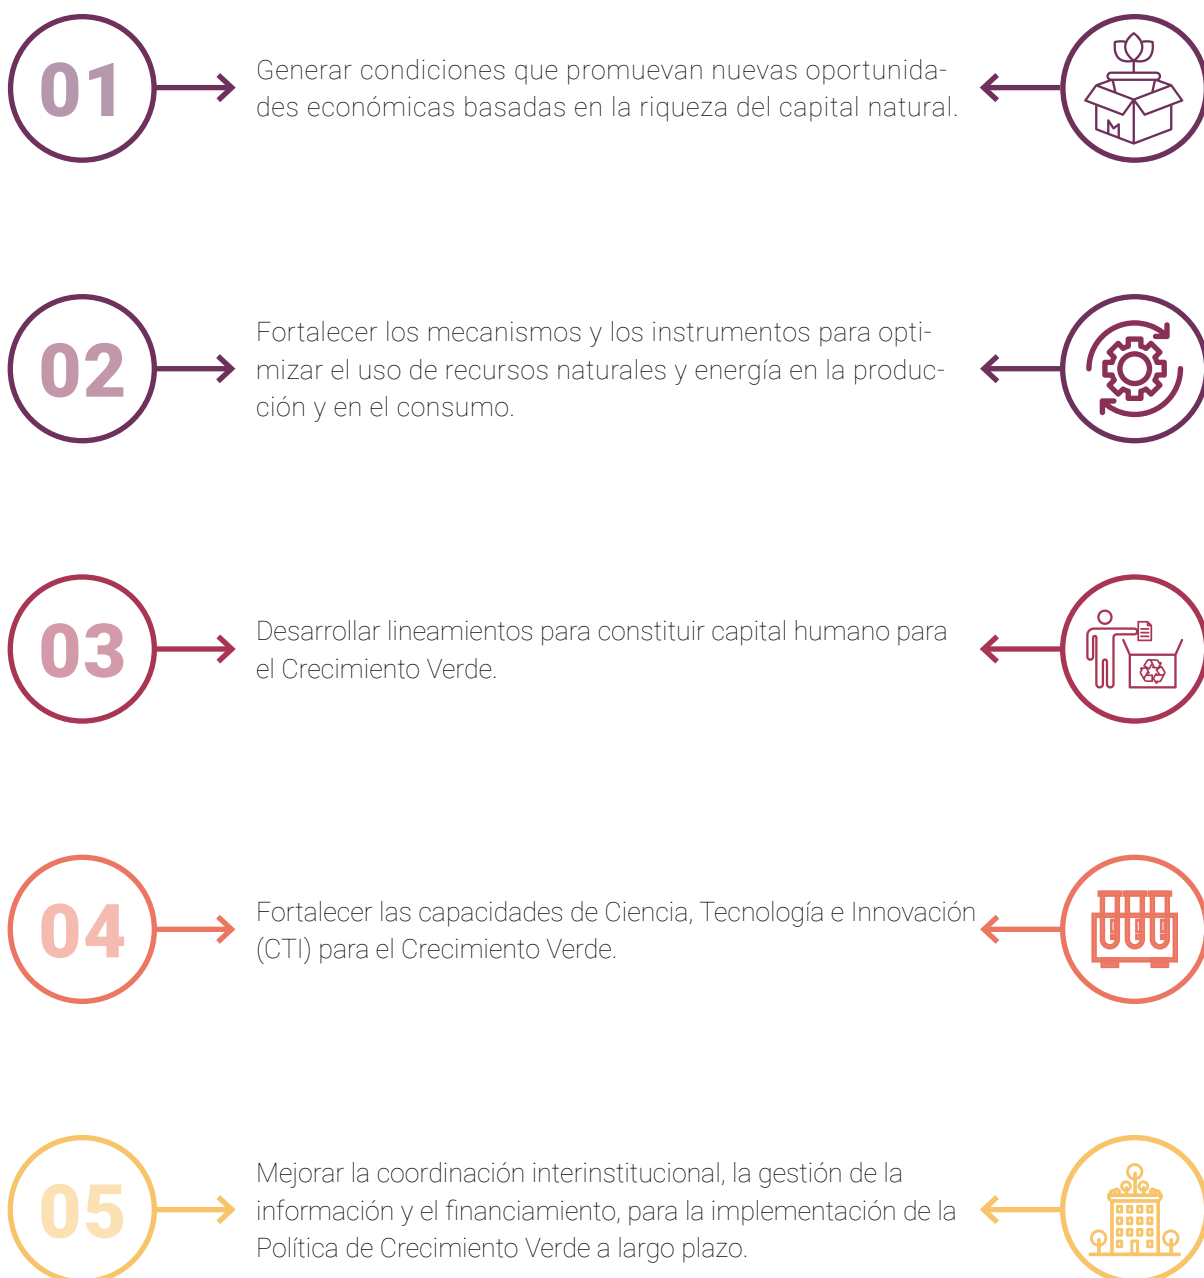 01
Generar condiciones que promuevan nuevas oportunida-
des económicas basadas en la riqueza del capital natural.
M
02
Fortalecer los mecanismos y los instrumentos para opti-
mizar el uso de recursos naturales y energía en la produc-
ción y en el consumo.
03
Desarrollar lineamientos para constituir capital humano para
el Crecimiento Verde.
04
Fortalecer las capacidades de Ciencia, Tecnología e Innovación
(CTI) para el Crecimiento Verde.
05
Mejorar la coordinación interinstitucional, la gestión de la
información y el financiamiento, para la implementación de la
Política de Crecimiento Verde a largo plazo.